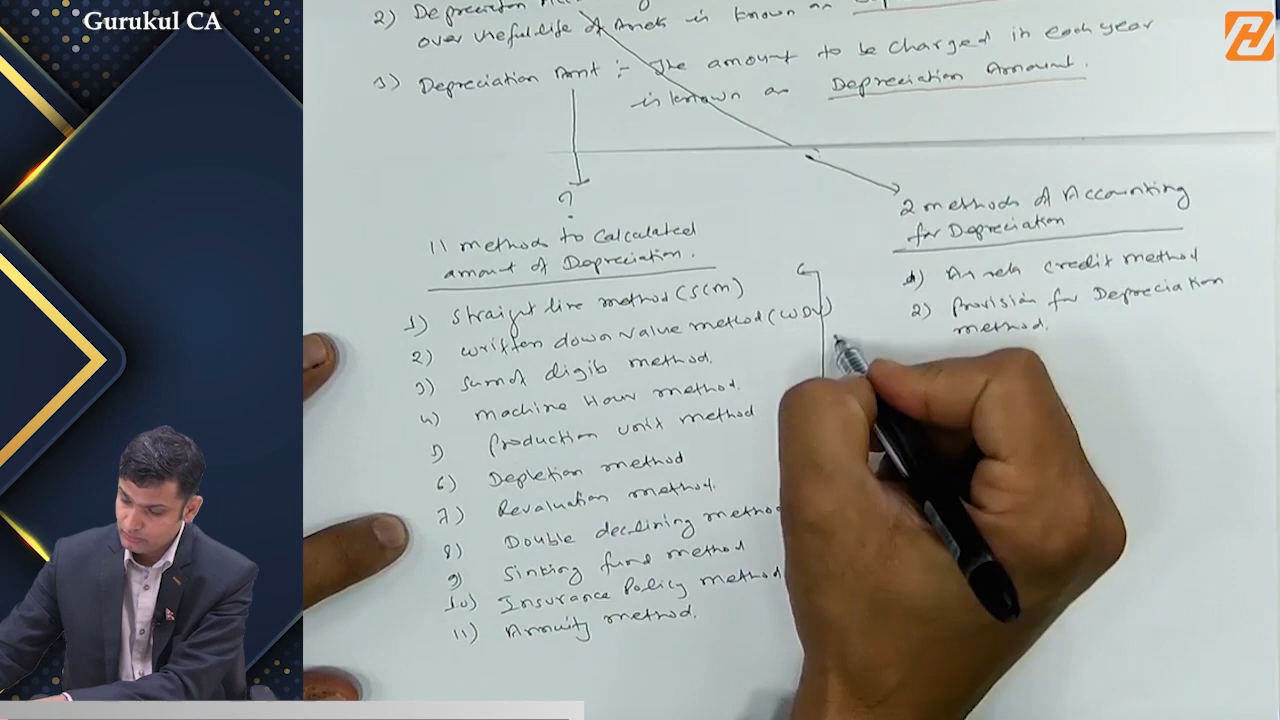 Gurukul CA
2) Depreciation
over useful life of Assets is known as
3) Depreciation Amt :- The amount to be charged in each year
is known as Depreciation Amount.
?
11 methods to Calculated
amount of Depreciation.
1) Straight line method (SLM)
2) written down value method (WDV)
3) Sum of digits method.
4) machine Hour method.
5) Production unit method
6) Depletion method
7) Revaluation method.
8) Double declining method
9) Sinking fund method
10) Insurance Policy method
11) Annuity method.
2 methods of Accounting
for Depreciation
1) Assets credit method
2) Provision for Depreciation
method.